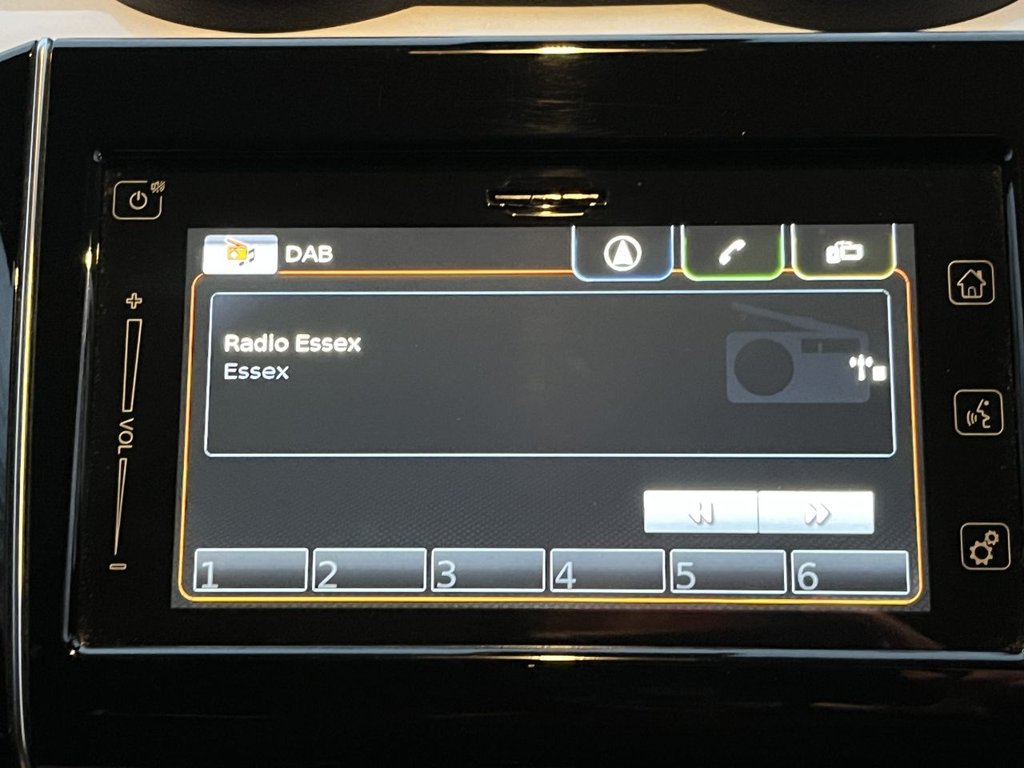 DAB
Radio Essex
Essex
VOL
1 2 3 4 5 6